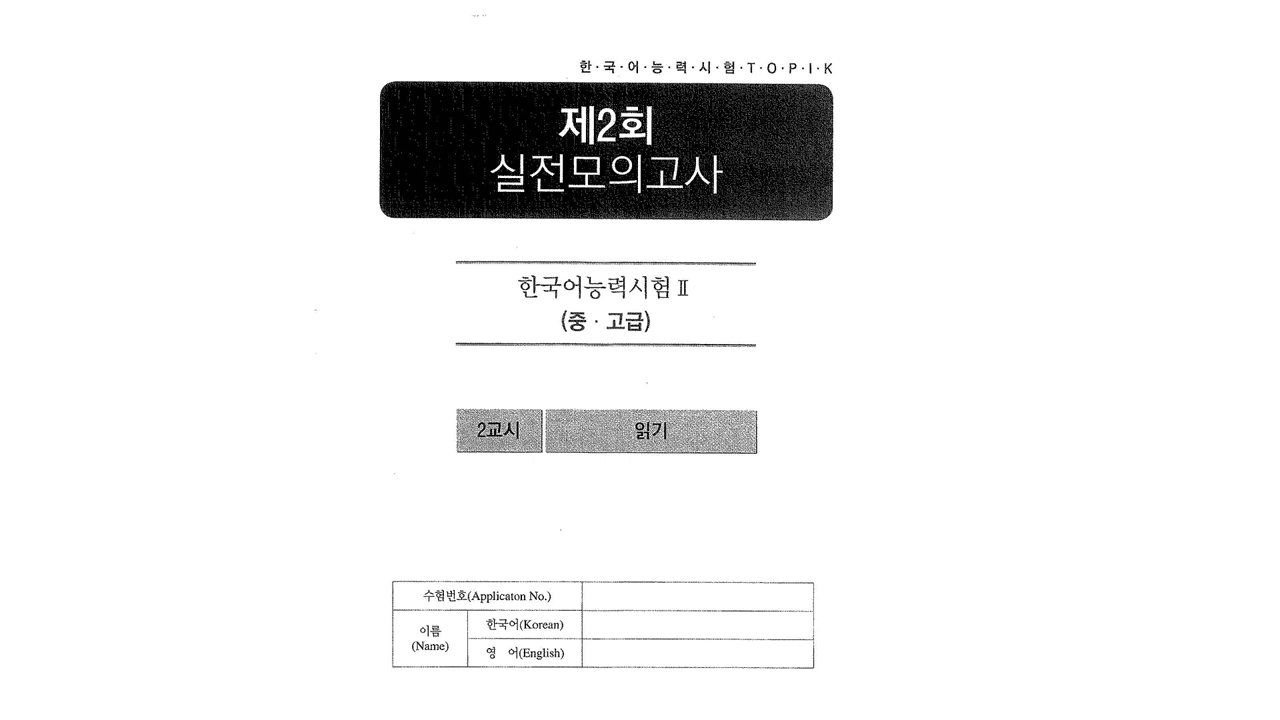 한·국·어·능·력·시·험·T·O·P·I·K
제2회
실전모의고사
한국어능력시험 Ⅱ
(중·고급)
2교시 읽기
수험번호(Applicaton No.)
이름
(Name)
한국어(Korean)
영 어(English)